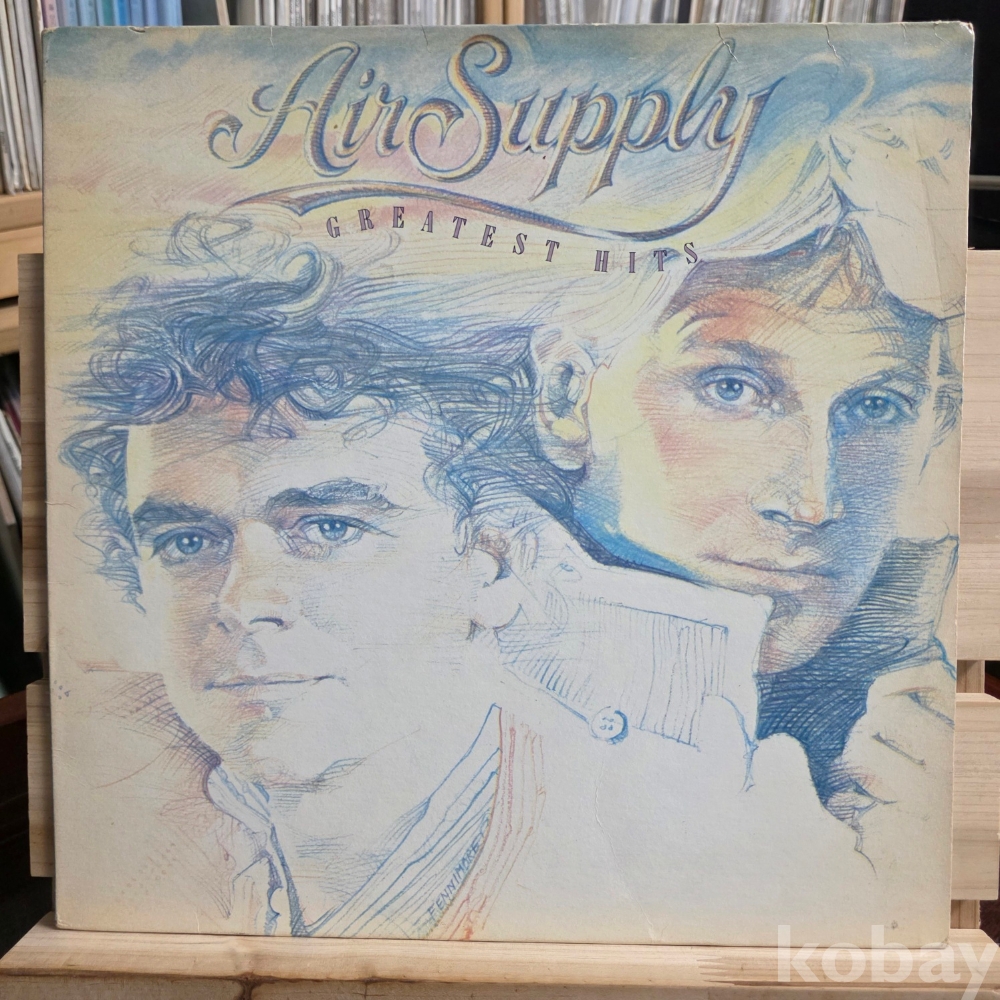 Air Supply
GREATEST HITS
FENNIMORE
kobay